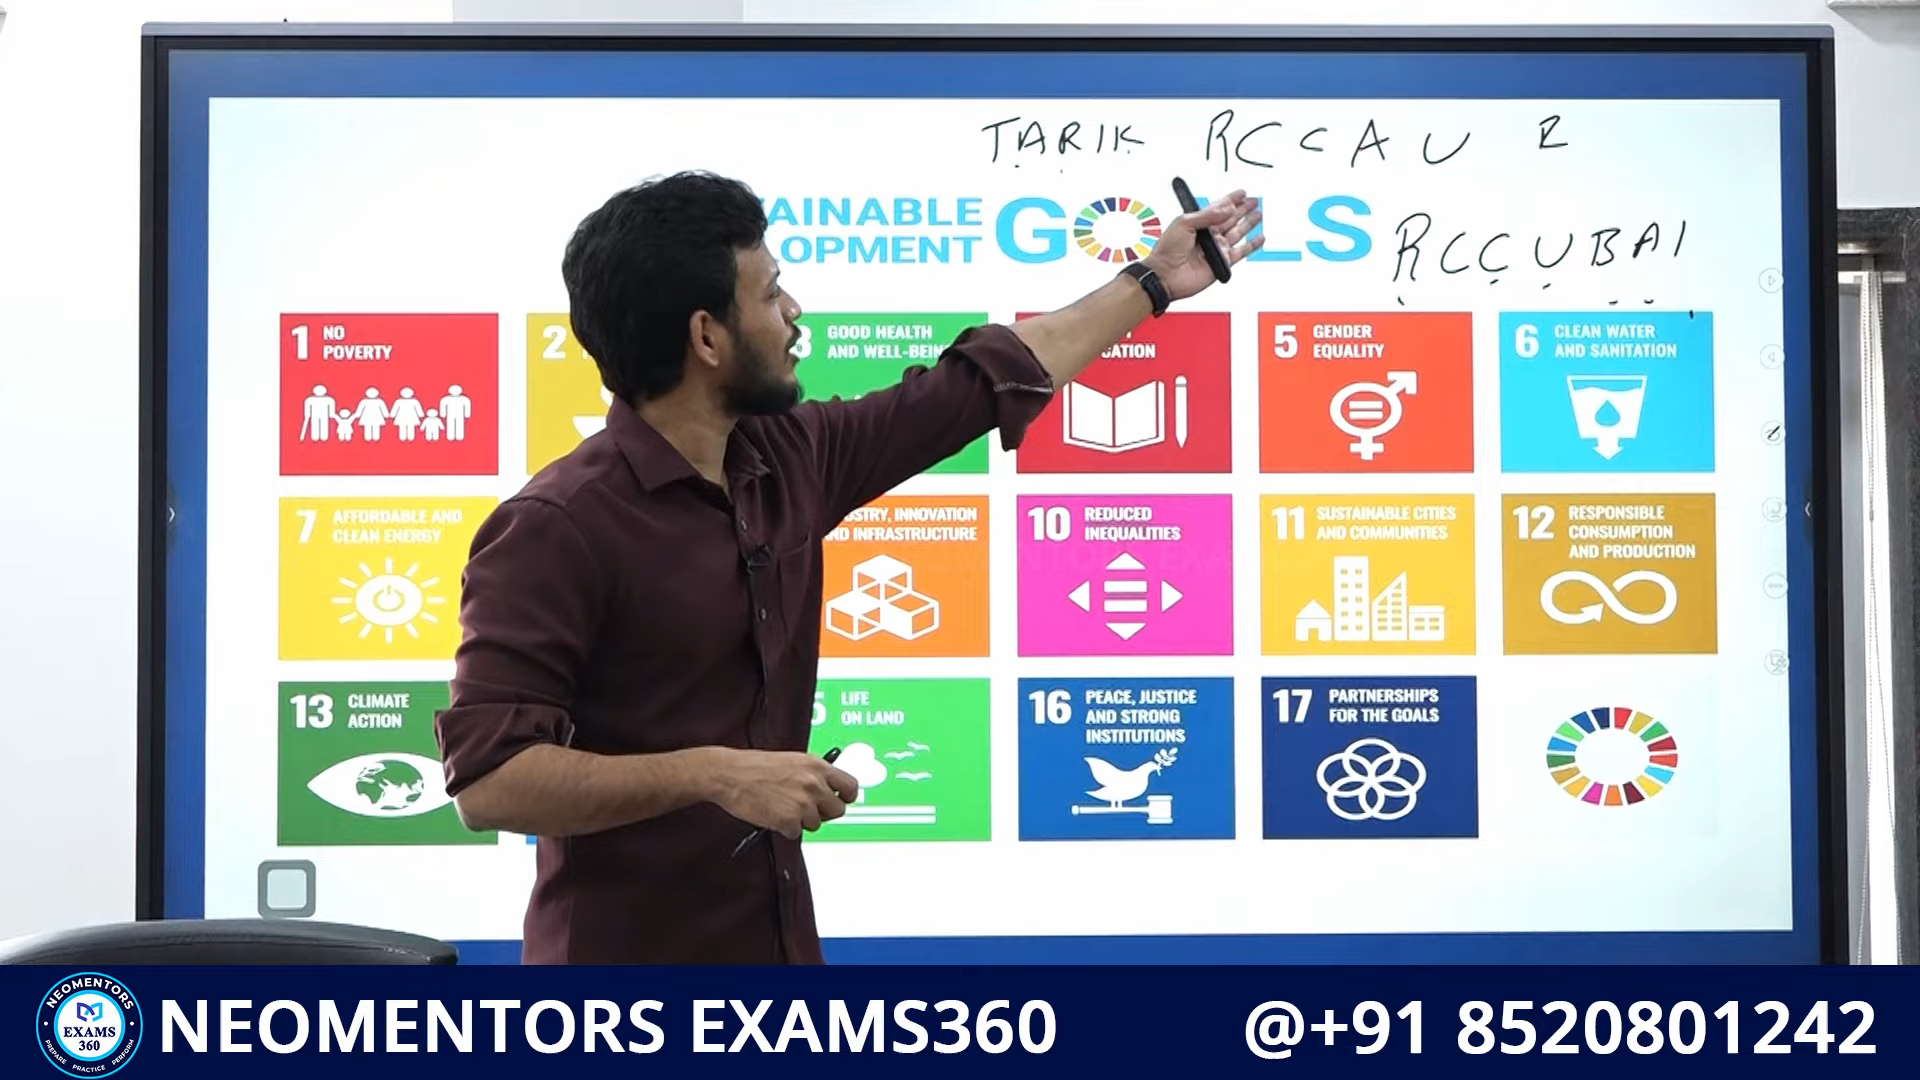 TARIK RCCAU R
AINABLE
LOPMENT
G LS
RCCUBAI
1 NO
POVERTY
2
3 GOOD HEALTH
AND WELL-BEIN
CATION
5 GENDER
EQUALITY
6 CLEAN WATER
AND SANITATION
7 AFFORDABLE AND
CLEAN ENERGY
USTRY, INNOVATION
ND INFRASTRUCTURE
10 REDUCED
INEQUALITIES
11 SUSTAINABLE CITIES
AND COMMUNITIES
12 RESPONSIBLE
CONSUMPTION
AND PRODUCTION
13 CLIMATE
ACTION
5 LIFE
ON LAND
16 PEACE, JUSTICE
AND STRONG
INSTITUTIONS
17 PARTNERSHIPS
FOR THE GOALS
NEOMENTORS
EXAMS
360
PREPARE PRACTICE PERFORM
NEOMENTORS EXAMS360 @+91 8520801242